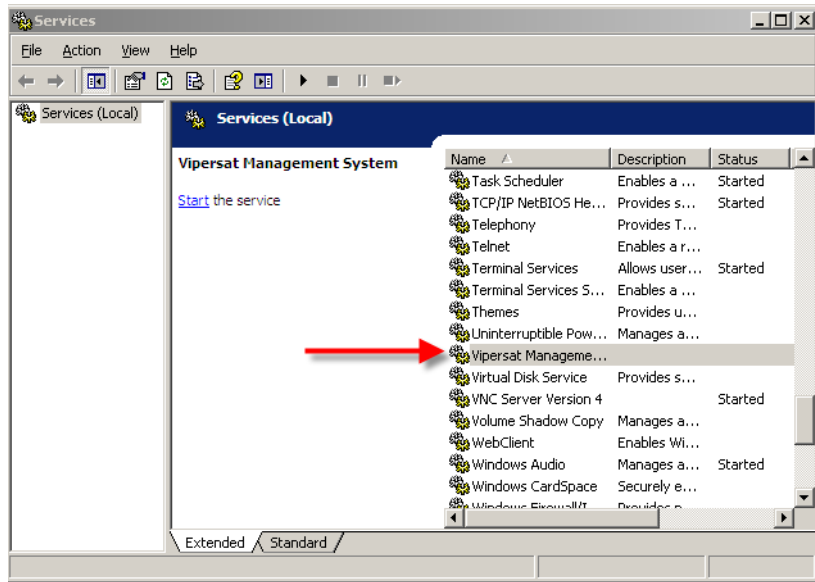 Services
File Action View Help
Services (Local)
Services (Local)
Vipersat Management System
Start the service
Name Description Status
Task Scheduler Enables a ... Started
TCP/IP NetBIOS He... Provides s... Started
Telephony Provides T...
Telnet Enables a r...
Terminal Services Allows user... Started
Terminal Services S... Enables a ...
Themes Provides u...
Uninterruptible Pow... Manages a...
Vipersat Manageme...
Virtual Disk Service Provides s...
VNC Server Version 4 Started
Volume Shadow Copy Manages a...
WebClient Enables Wi...
Windows Audio Manages a... Started
Windows CardSpace Securely e...
Windows Firewall/I... Provides n...
Extended Standard